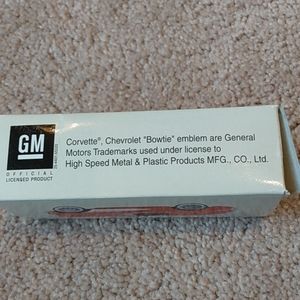 GM
OFFICIAL
LICENSED PRODUCT
Corvette®, Chevrolet "Bowtie" emblem are General
Motors Trademarks used under license to
High Speed Metal & Plastic Products MFG., CO., Ltd.